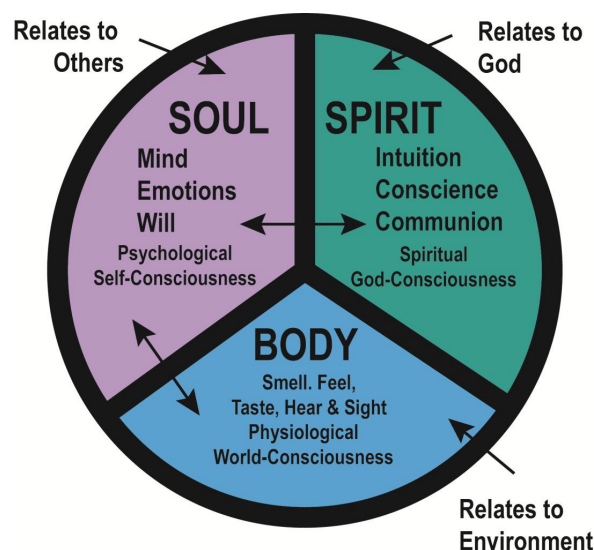 Relates to
Others
Relates to
God
SOUL
Mind
Emotions
Will
Psychological
Self-Consciousness
SPIRIT
Intuition
Conscience
Communion
Spiritual
God-Consciousness
BODY
Smell. Feel,
Taste, Hear & Sight
Physiological
World-Consciousness
Relates to
Environment